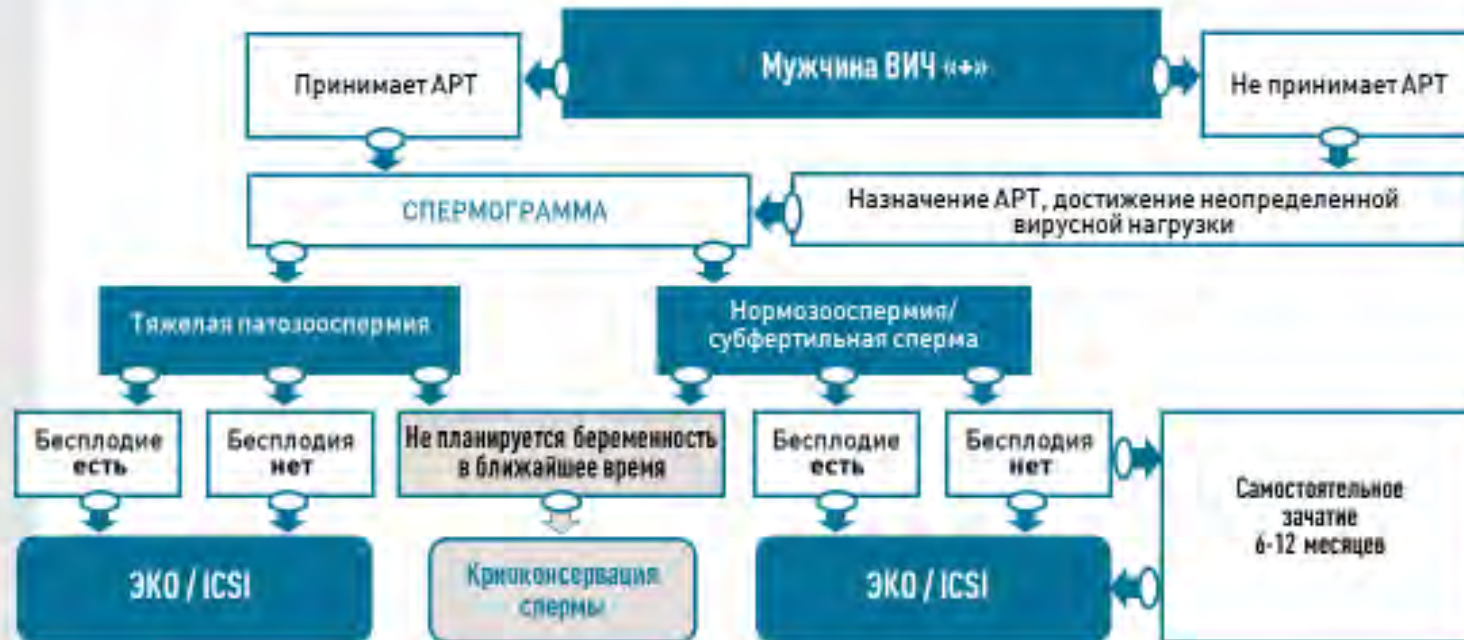 Мужчина ВИЧ «+»
Принимает АРТ
Не принимает АРТ
СПЕРМОГРАММА
Назначение АРТ, достижение неопределенной
вирусной нагрузки
Тяжелая патозооспермия
Нормозооспермия/
субфертильная сперма
Бесплодие
есть
Бесплодия
нет
Не планируется беременность
в ближайшее время
Бесплодие
есть
Бесплодия
нет
Самостоятельное
зачатие
6-12 месяцев
ЭКО / ICSI
Криоконсервация
спермы
ЭКО / ICSI